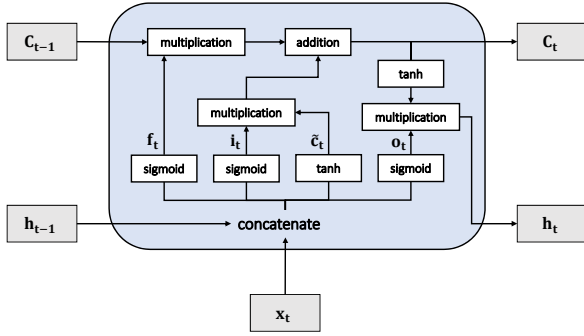 C_{t-1}
multiplication
addition
C_t
tanh
multiplication
multiplication
f_t
i_t
c̃_t
o_t
sigmoid
sigmoid
tanh
sigmoid
h_{t-1}
concatenate
h_t
x_t